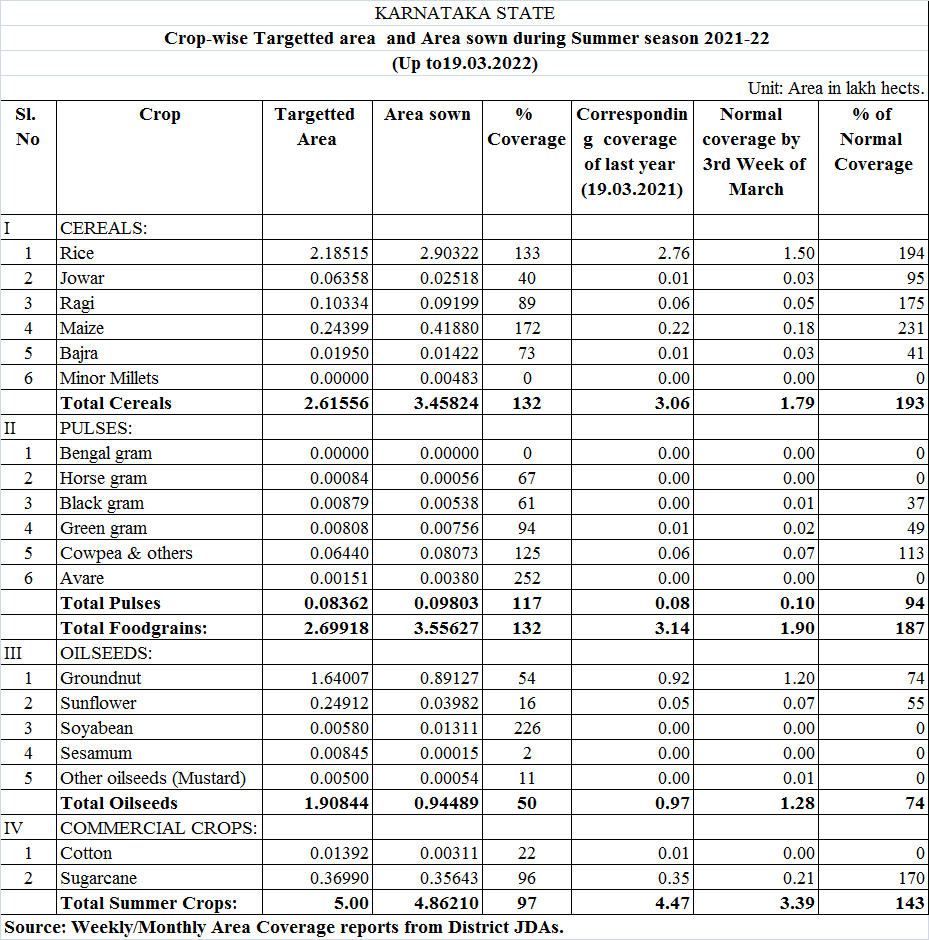 KARNATAKA STATE
Crop-wise Targetted area and Area sown during Summer season 2021-22
(Up to19.03.2022)
Unit: Area in lakh hects.
Sl. No Crop Targetted Area Area sown % Coverage Correspondin g coverage of last year (19.03.2021) Normal coverage by 3rd Week of March % of Normal Coverage
I CEREALS:
1 Rice 2.18515 2.90322 133 2.76 1.50 194
2 Jowar 0.06358 0.02518 40 0.01 0.03 95
3 Ragi 0.10334 0.09199 89 0.06 0.05 175
4 Maize 0.24399 0.41880 172 0.22 0.18 231
5 Bajra 0.01950 0.01422 73 0.01 0.03 41
6 Minor Millets 0.00000 0.00483 0 0.00 0.00 0
Total Cereals 2.61556 3.45824 132 3.06 1.79 193
II PULSES:
1 Bengal gram 0.00000 0.00000 0 0.00 0.00 0
2 Horse gram 0.00084 0.00056 67 0.00 0.00 0
3 Black gram 0.00879 0.00538 61 0.00 0.01 37
4 Green gram 0.00808 0.00756 94 0.01 0.02 49
5 Cowpea & others 0.06440 0.08073 125 0.06 0.07 113
6 Avare 0.00151 0.00380 252 0.00 0.00 0
Total Pulses 0.08362 0.09803 117 0.08 0.10 94
Total Foodgrains: 2.69918 3.55627 132 3.14 1.90 187
III OILSEEDS:
1 Groundnut 1.64007 0.89127 54 0.92 1.20 74
2 Sunflower 0.24912 0.03982 16 0.05 0.07 55
3 Soyabean 0.00580 0.01311 226 0.00 0.00 0
4 Sesamum 0.00845 0.00015 2 0.00 0.00 0
5 Other oilseeds (Mustard) 0.00500 0.00054 11 0.00 0.01 0
Total Oilseeds 1.90844 0.94489 50 0.97 1.28 74
IV COMMERCIAL CROPS:
1 Cotton 0.01392 0.00311 22 0.01 0.00 0
2 Sugarcane 0.36990 0.35643 96 0.35 0.21 170
Total Summer Crops: 5.00 4.86210 97 4.47 3.39 143
Source: Weekly/Monthly Area Coverage reports from District JDAs.